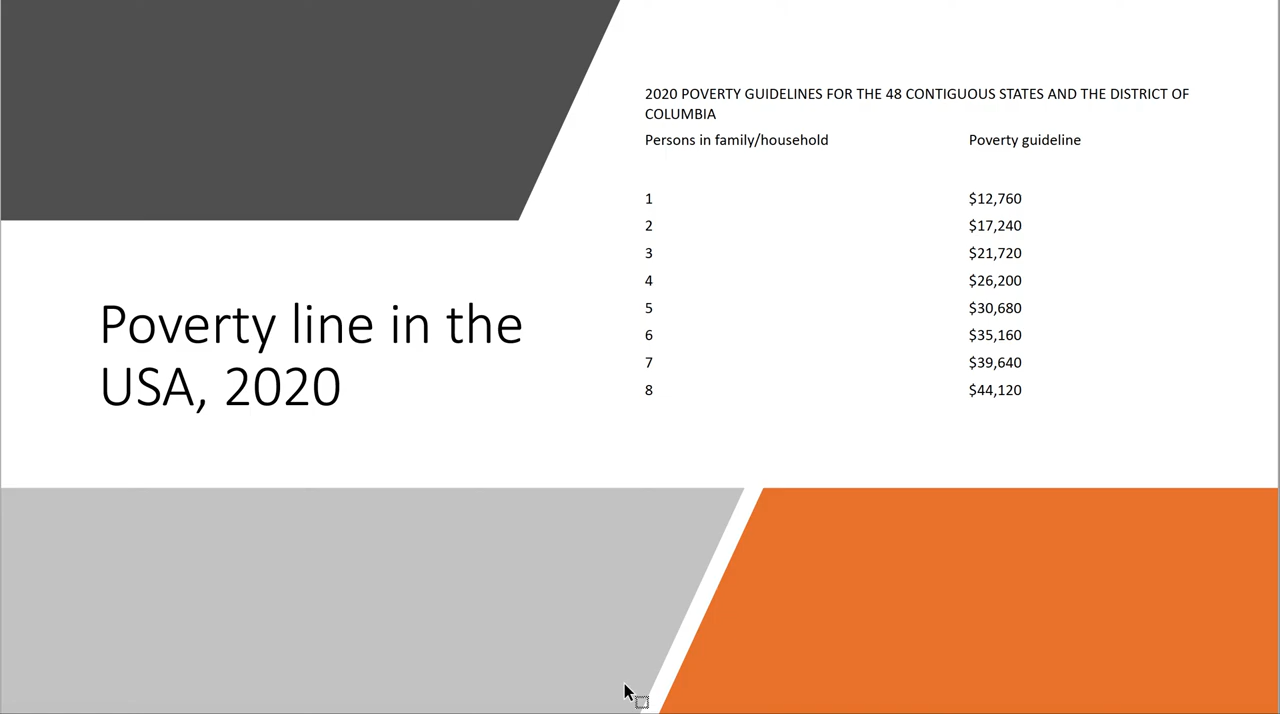 Poverty line in the
USA, 2020
2020 POVERTY GUIDELINES FOR THE 48 CONTIGUOUS STATES AND THE DISTRICT OF
COLUMBIA
Persons in family/household Poverty guideline
1 $12,760
2 $17,240
3 $21,720
4 $26,200
5 $30,680
6 $35,160
7 $39,640
8 $44,120